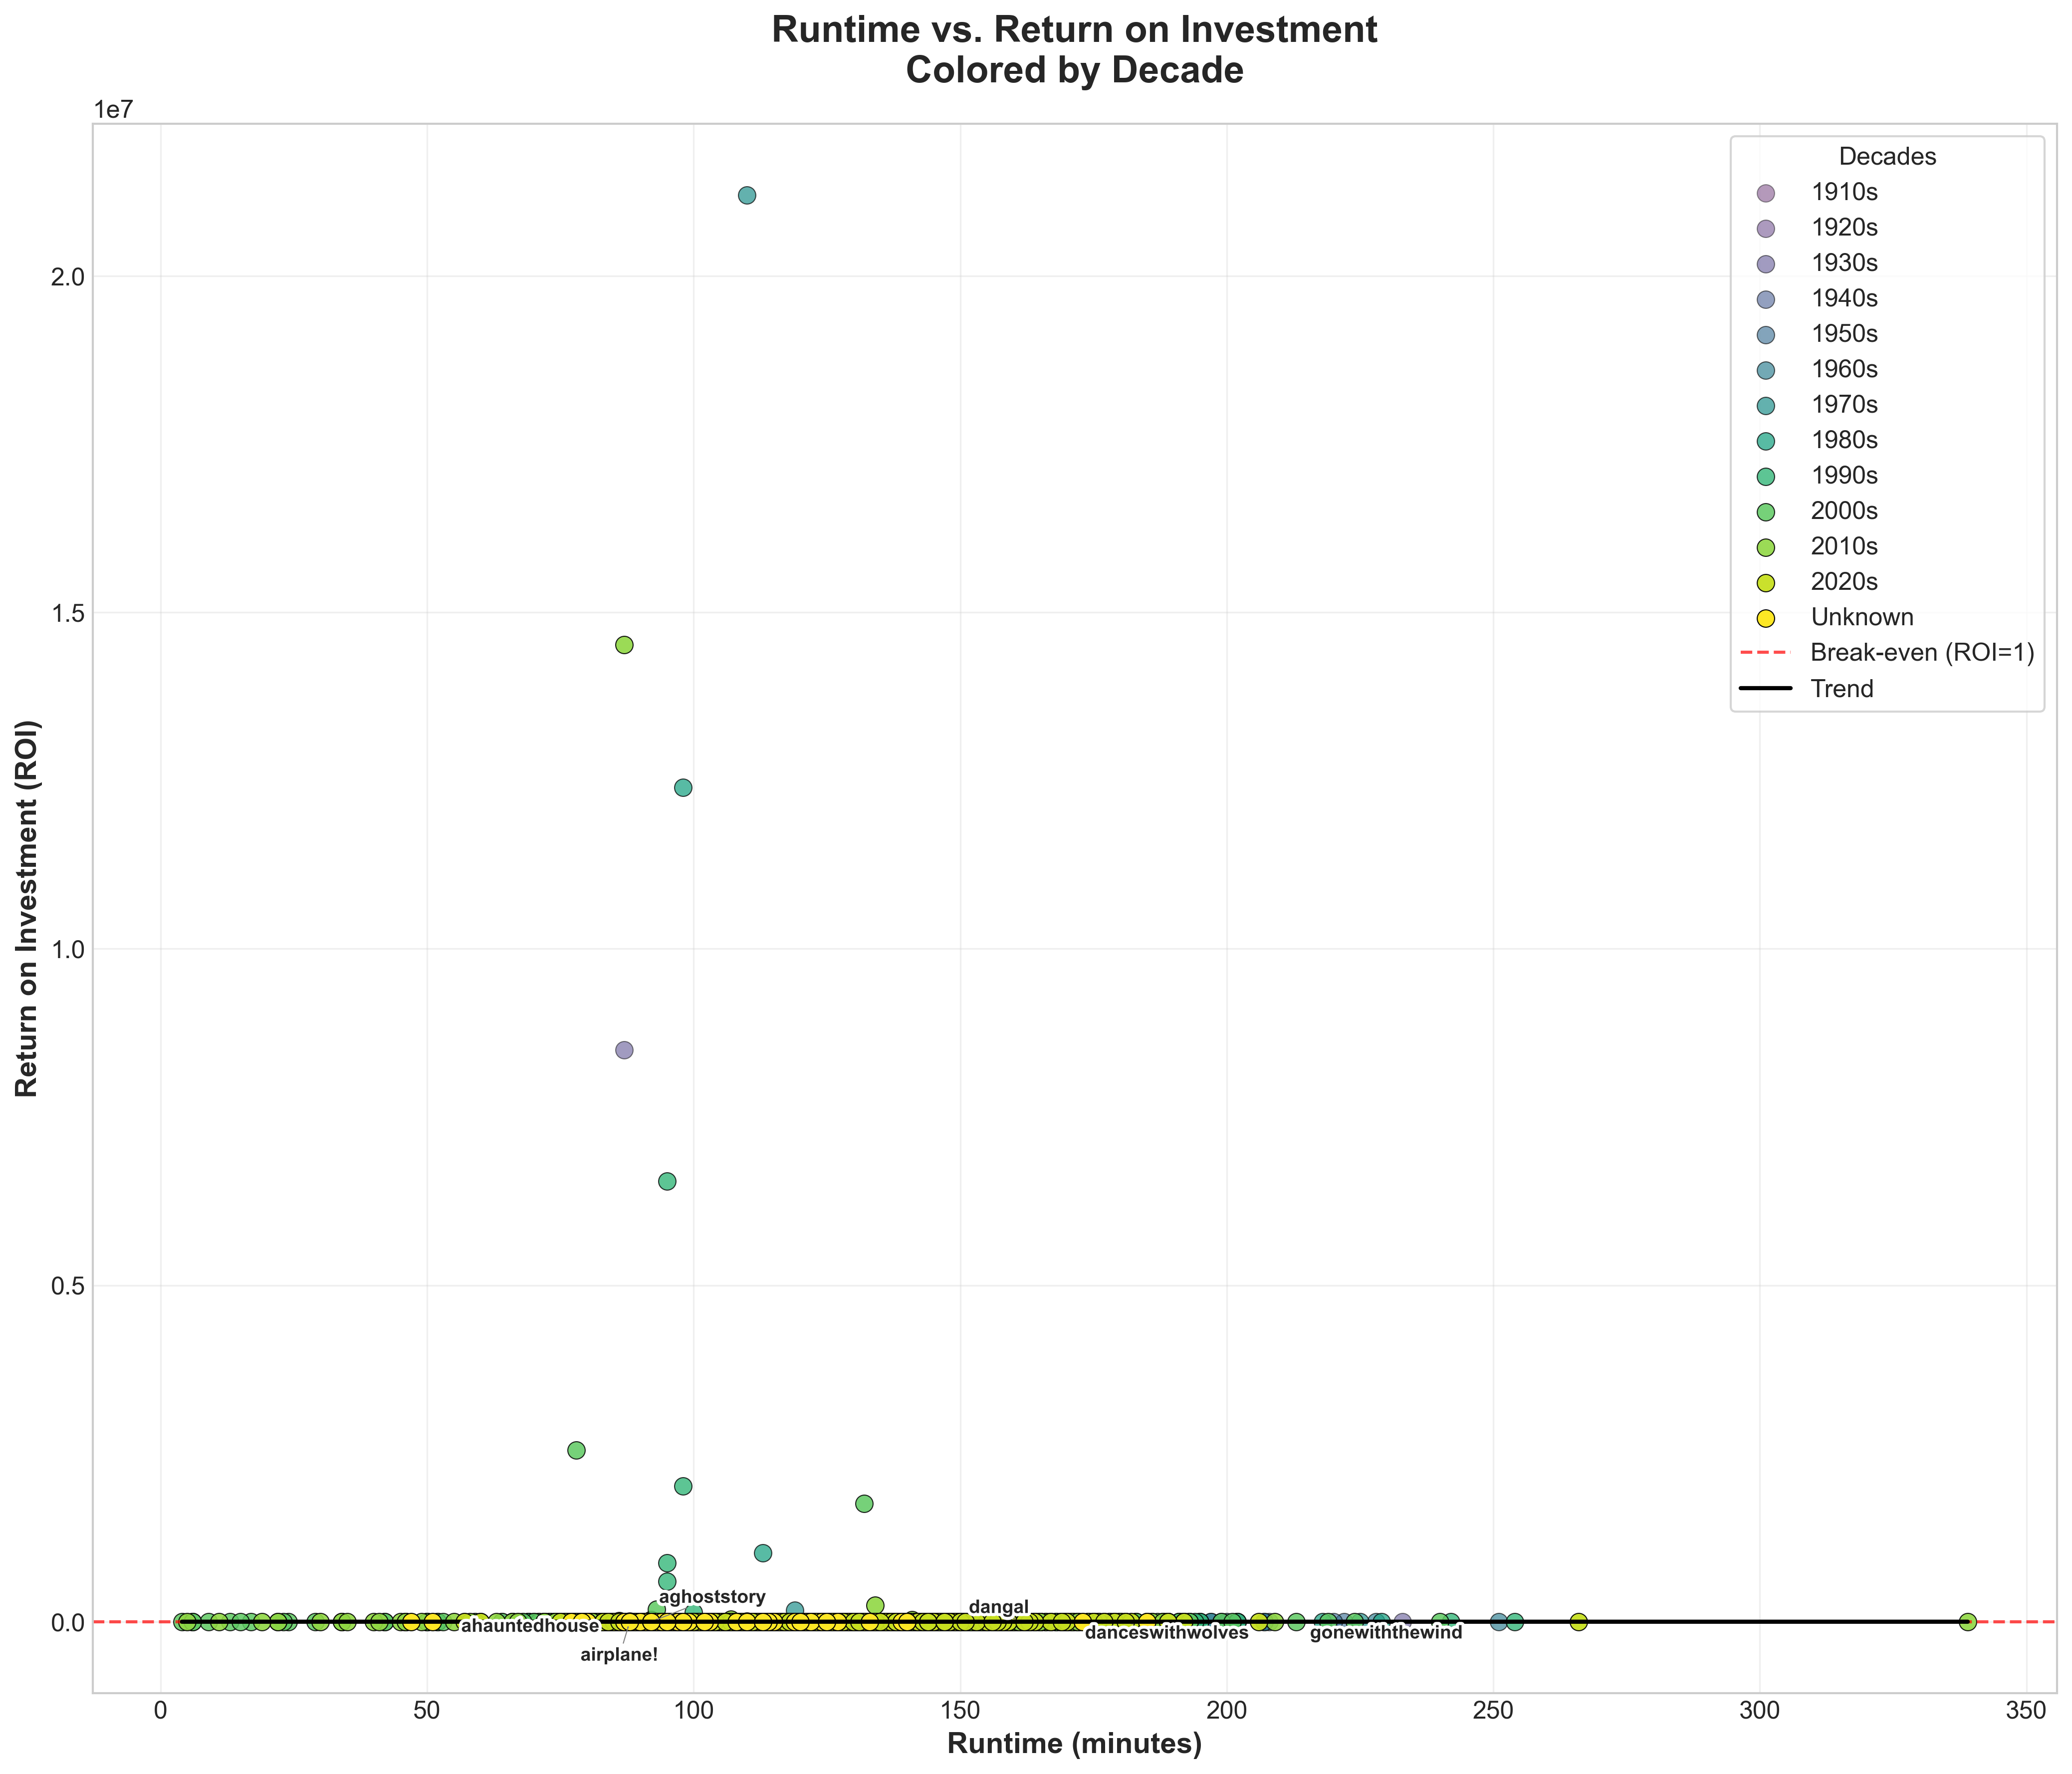 Runtime vs. Return on Investment
Colored by Decade
1e7
Decades
1910s
1920s
1930s
1940s
1950s
1960s
1970s
1980s
1990s
2000s
2010s
2020s
Unknown
Break-even (ROI=1)
Trend
Return on Investment (ROI)
2.0
1.5
1.0
0.5
0.0
aghoststory
dangal
ahauntedhouse
danceswithwolves
gonewiththewind
airplane!
0
50
100
150
200
250
300
350
Runtime (minutes)